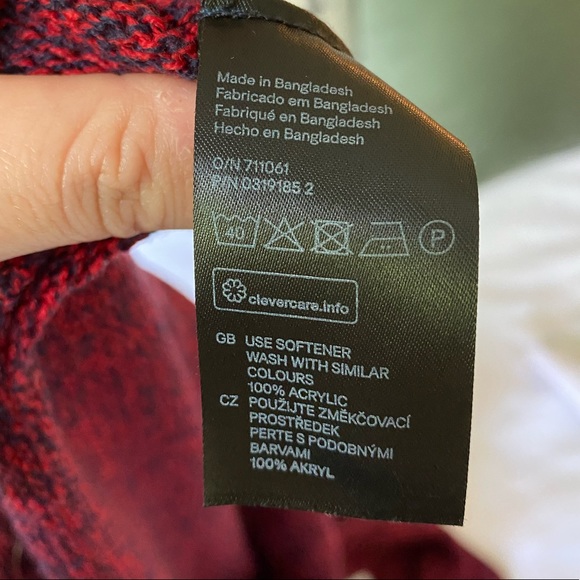 Made in Bangladesh
Fabricado em Bangladesh
Fabriqué en Bangladesh
Hecho en Bangladesh
O/N 711061
P/N 0319185 2
40
P
clevercare.info
GB USE SOFTENER
WASH WITH SIMILAR
COLOURS
100% ACRYLIC
CZ POUŽIJTE ZMĚKČOVACÍ
PROSTŘEDEK
PERTE S PODOBNÝMI
BARVAMI
100% AKRYL